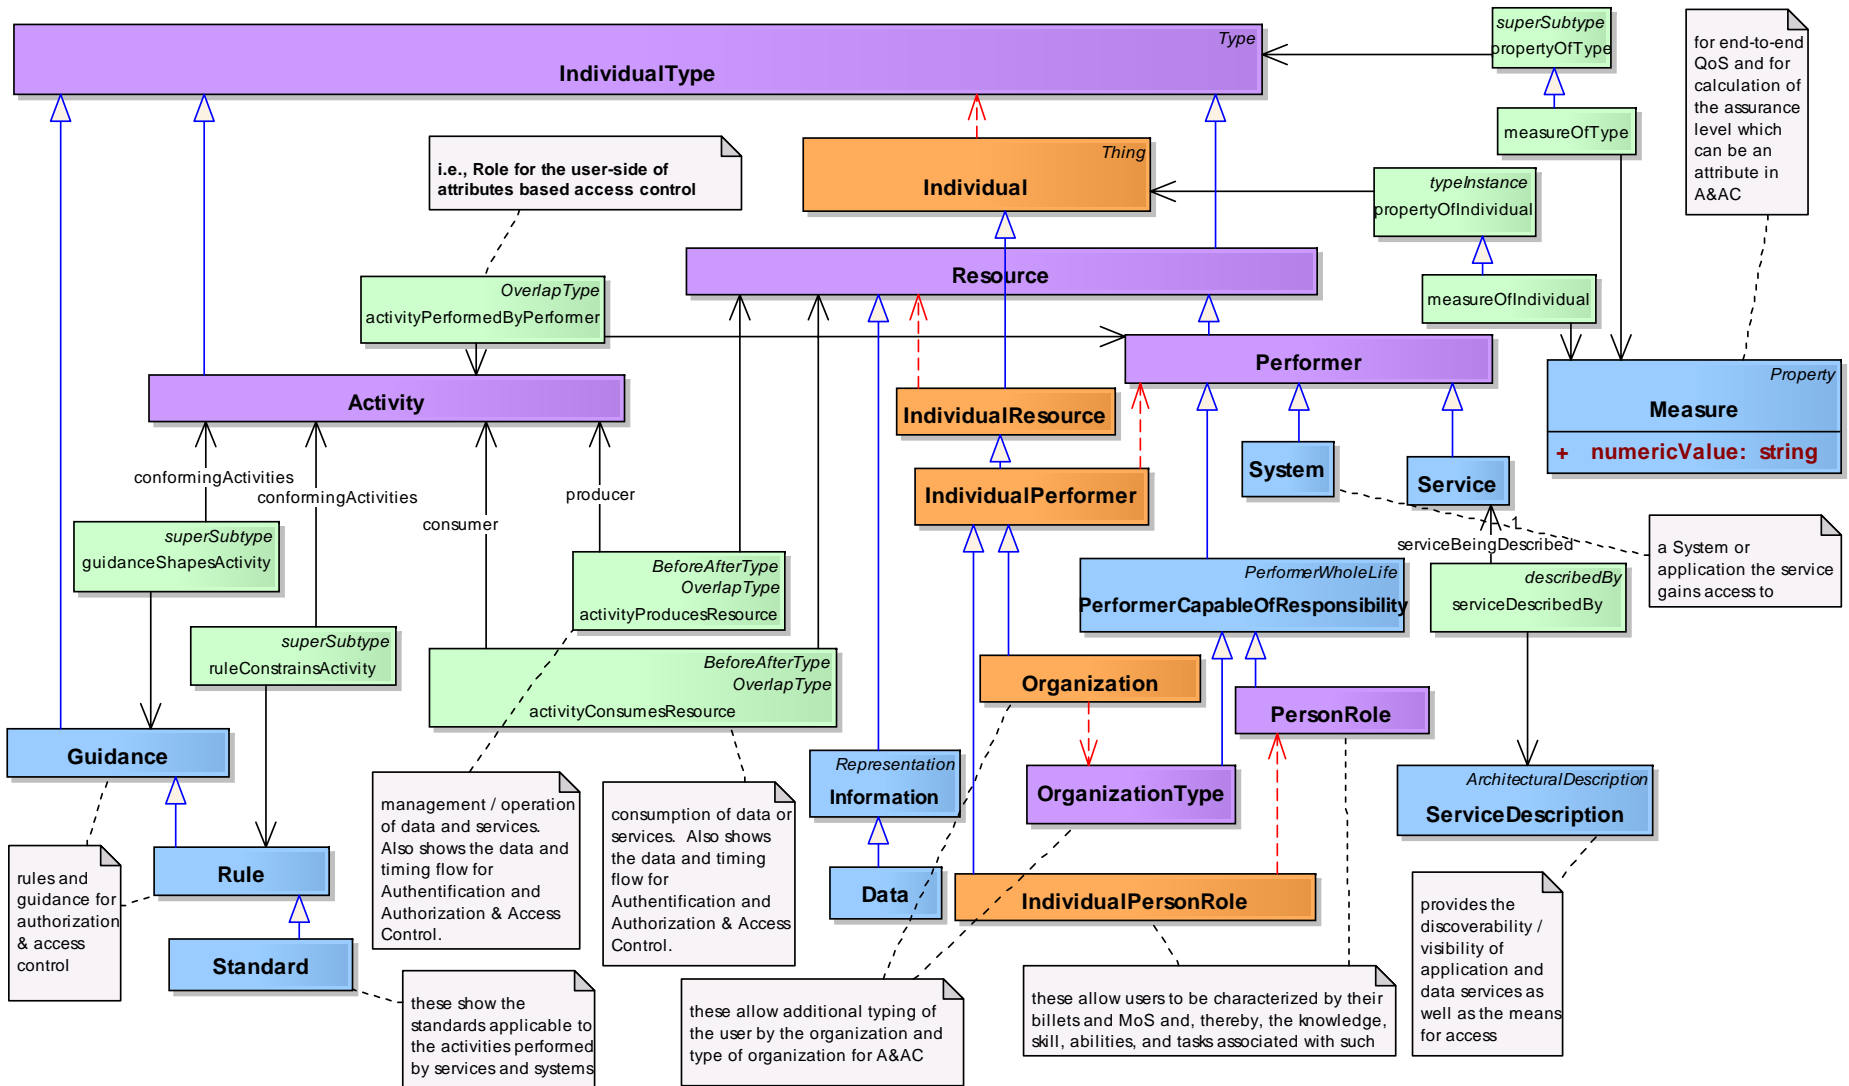 Type
IndividualType
superSubtype
propertyOfType
for end-to-end
QoS and for
calculation of
the assurance
level which
can be an
attribute in
A&AC
measureOfType
i.e., Role for the user-side of
attributes based access control
Thing
Individual
typeInstance
propertyOfIndividual
Resource
OverlapType
activityPerformedByPerformer
measureOfIndividual
Performer
Property
Measure
+ numericValue: string
Activity
IndividualResource
System
Service
IndividualPerformer
conformingActivities
conformingActivities
producer
consumer
1
serviceBeingDescribed
a System or
application the service
gains access to
superSubtype
guidanceShapesActivity
BeforeAfterType
OverlapType
activityProducesResource
PerformerWholeLife
PerformerCapableOfResponsibility
describedBy
serviceDescribedBy
superSubtype
ruleConstrainsActivity
BeforeAfterType
OverlapType
activityConsumesResource
Organization
PersonRole
Guidance
Representation
Information
OrganizationType
ArchitecturalDescription
ServiceDescription
management / operation
of data and services.
Also shows the data and
timing flow for
Authentification and
Authorization & Access
Control.
consumption of data or
services. Also shows
the data and timing
flow for
Authentification and
Authorization & Access
Control.
rules and
guidance for
authorization
& access
control
Rule
Data
IndividualPersonRole
Standard
provides the
discoverability /
visibility of
application and
data services as
well as the means
for access
these show the
standards applicable to
the activities performed
by services and systems
these allow additional typing of
the user by the organization and
type of organization for A&AC
these allow users to be characterized by their
billets and MoS and, thereby, the knowledge,
skill, abilities, and tasks associated with such